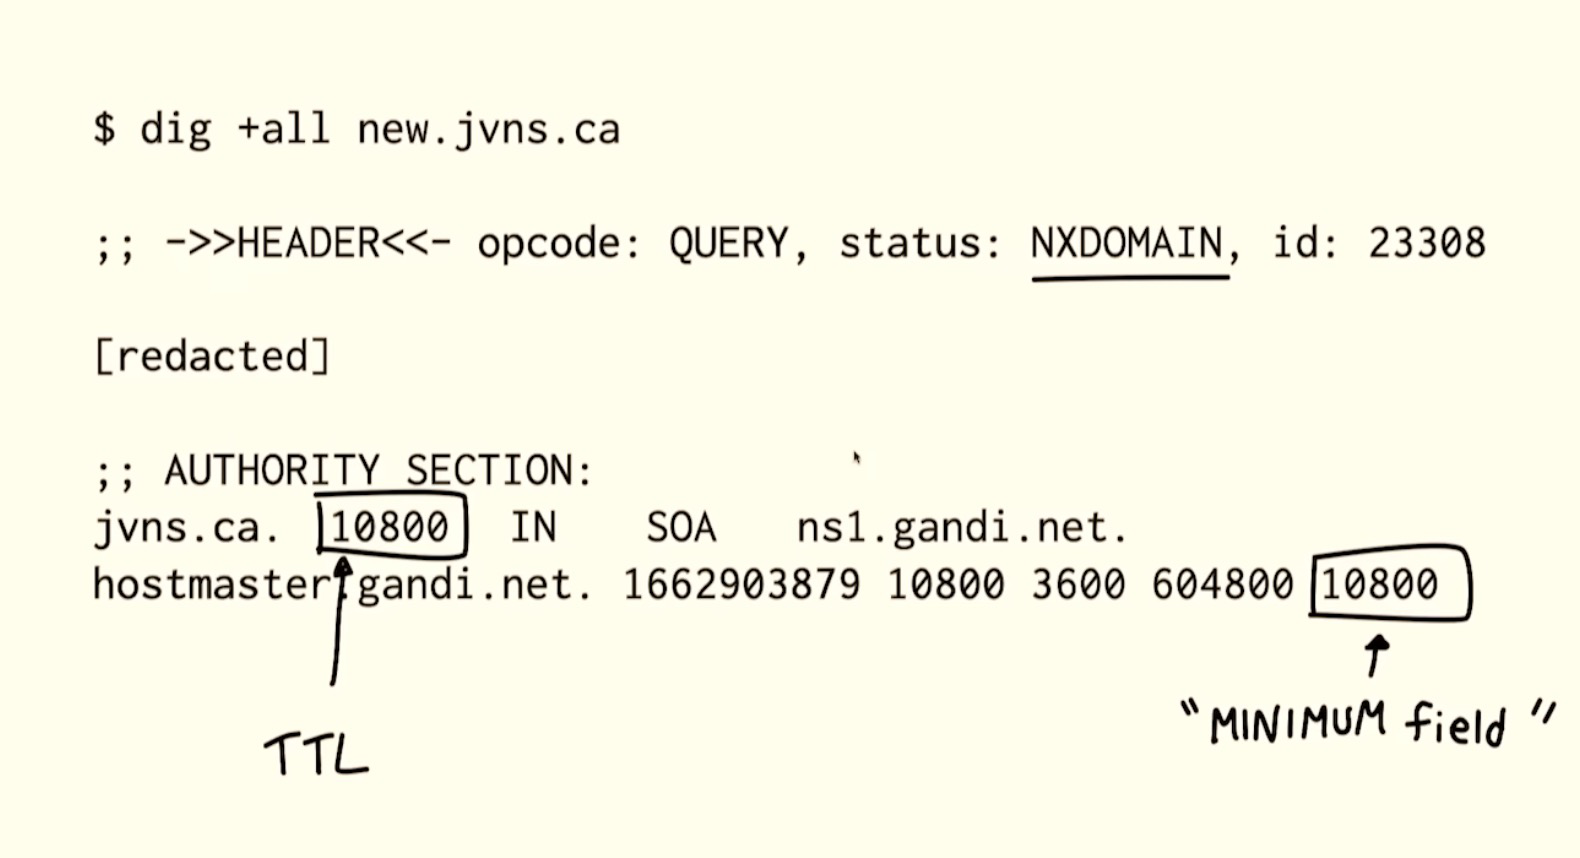 $ dig +all new.jvns.ca
;; ->>HEADER<<- opcode: QUERY, status: NXDOMAIN, id: 23308
[redacted]
;; AUTHORITY SECTION:
jvns.ca. 10800 IN SOA ns1.gandi.net.
hostmaster.gandi.net. 1662903879 10800 3600 604800 10800
TTL
"MINIMUM field"